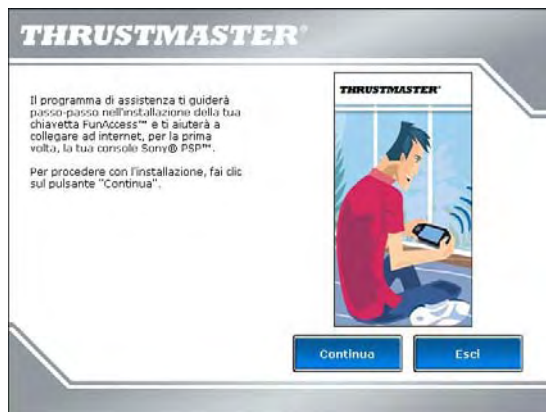 THRUSTMASTER®
Il programma di assistenza ti guiderà
passo-passo nell'installazione della tua
chiavetta FunAccess™ e ti aiuterà a
collegare ad internet, per la prima
volta, la tua console Sony® PSP™.
Per procedere con l'installazione, fai clic
sul pulsante "Continua".
THRUSTMASTER®
Continua
Esci